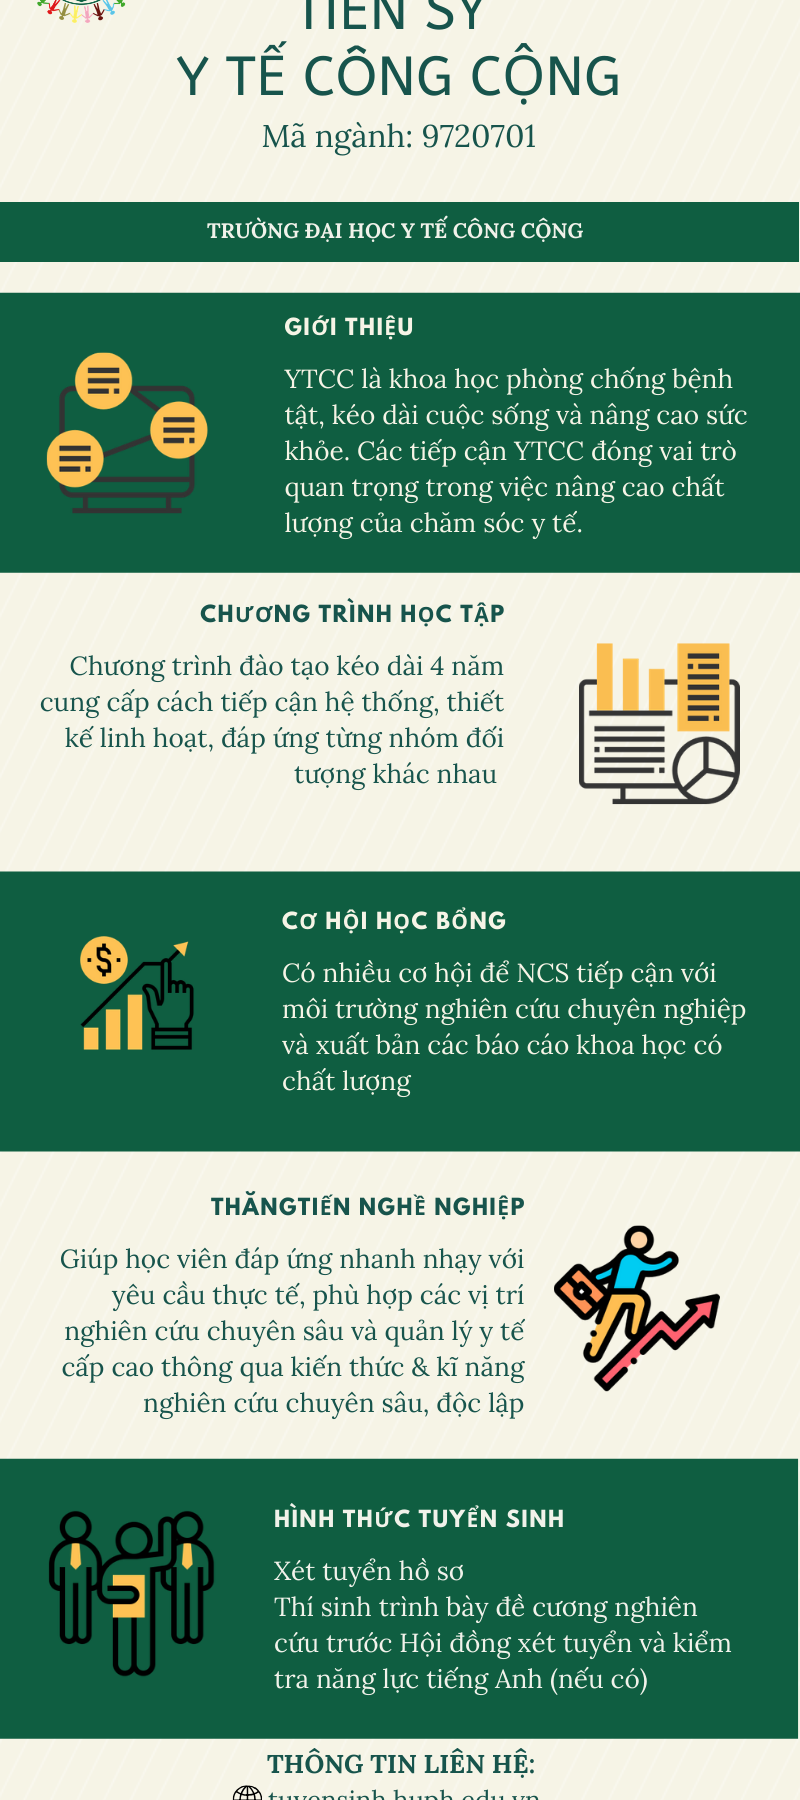 TIẾN SỸ
Y TẾ CÔNG CỘNG
Mã ngành: 9720701
TRƯỜNG ĐẠI HỌC Y TẾ CÔNG CỘNG
GIỚI THIỆU
YTCC là khoa học phòng chống bệnh
tật, kéo dài cuộc sống và nâng cao sức
khỏe. Các tiếp cận YTCC đóng vai trò
quan trọng trong việc nâng cao chất
lượng của chăm sóc y tế.
CHƯƠNG TRÌNH HỌC TẬP
Chương trình đào tạo kéo dài 4 năm
cung cấp cách tiếp cận hệ thống, thiết
kế linh hoạt, đáp ứng từng nhóm đối
tượng khác nhau
CƠ HỘI HỌC BỔNG
Có nhiều cơ hội để NCS tiếp cận với
môi trường nghiên cứu chuyên nghiệp
và xuất bản các báo cáo khoa học có
chất lượng
THĂNGTIẾN NGHỀ NGHIỆP
Giúp học viên đáp ứng nhanh nhạy với
yêu cầu thực tế, phù hợp các vị trí
nghiên cứu chuyên sâu và quản lý y tế
cấp cao thông qua kiến thức & kĩ năng
nghiên cứu chuyên sâu, độc lập
HÌNH THỨC TUYỂN SINH
Xét tuyển hồ sơ
Thí sinh trình bày đề cương nghiên
cứu trước Hội đồng xét tuyển và kiểm
tra năng lực tiếng Anh (nếu có)
THÔNG TIN LIÊN HỆ:
tuyensinh.huph.edu.vn